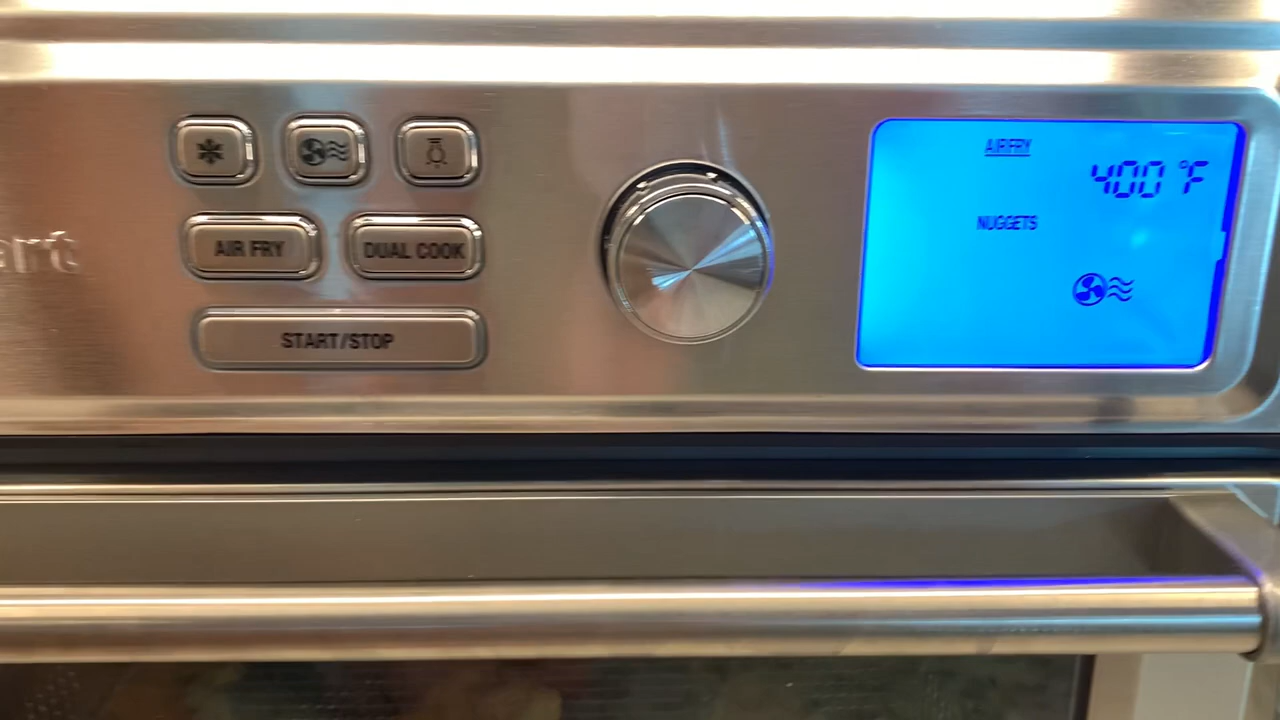 AIR FRY
DUAL COOK
START/STOP
AIRFRY
400 °F
NUGGETS